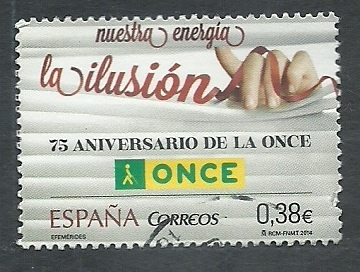 nuestra energía
la ilusión
75 ANIVERSARIO DE LA ONCE
ONCE
ESPAÑA CORREOS 0,38€
EFEMÉRIDES RCM-FNMT 2014